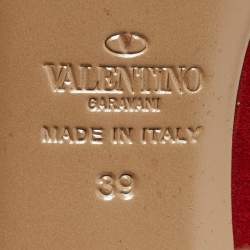 VALENTINO
GARAVANI
MADE IN ITALY
39